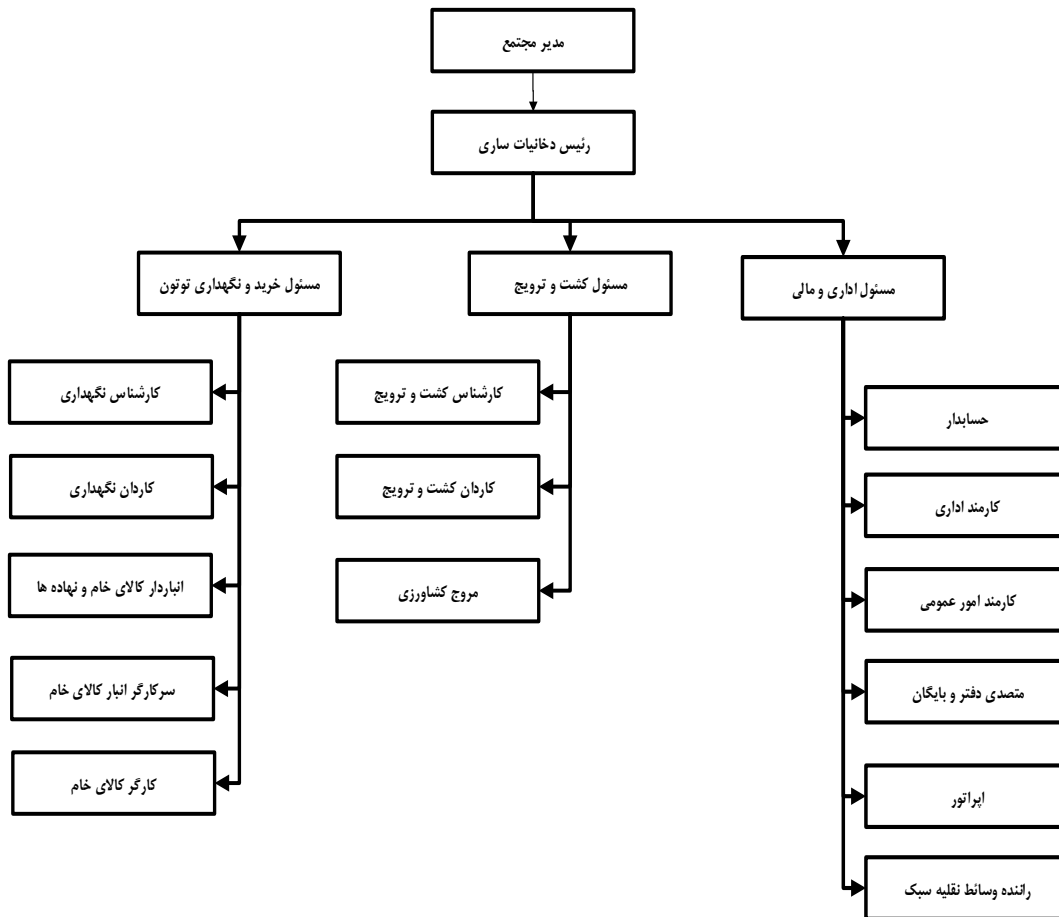 مدیر مجتمع
رئیس دخانیات ساری
مسئول اداری و مالی
مسئول کشت و ترویج
مسئول خرید و نگهداری توتون
حسابدار
کارمند اداری
کارمند امور عمومی
متصدی دفتر و بایگان
اپراتور
راننده وسائط نقلیه سبک
کارشناس کشت و ترویج
کاردان کشت و ترویج
مروج کشاورزی
کارشناس نگهداری
کاردان نگهداری
انباردار کالای خام و نهاده ها
سرکارگر انبار کالای خام
کارگر کالای خام